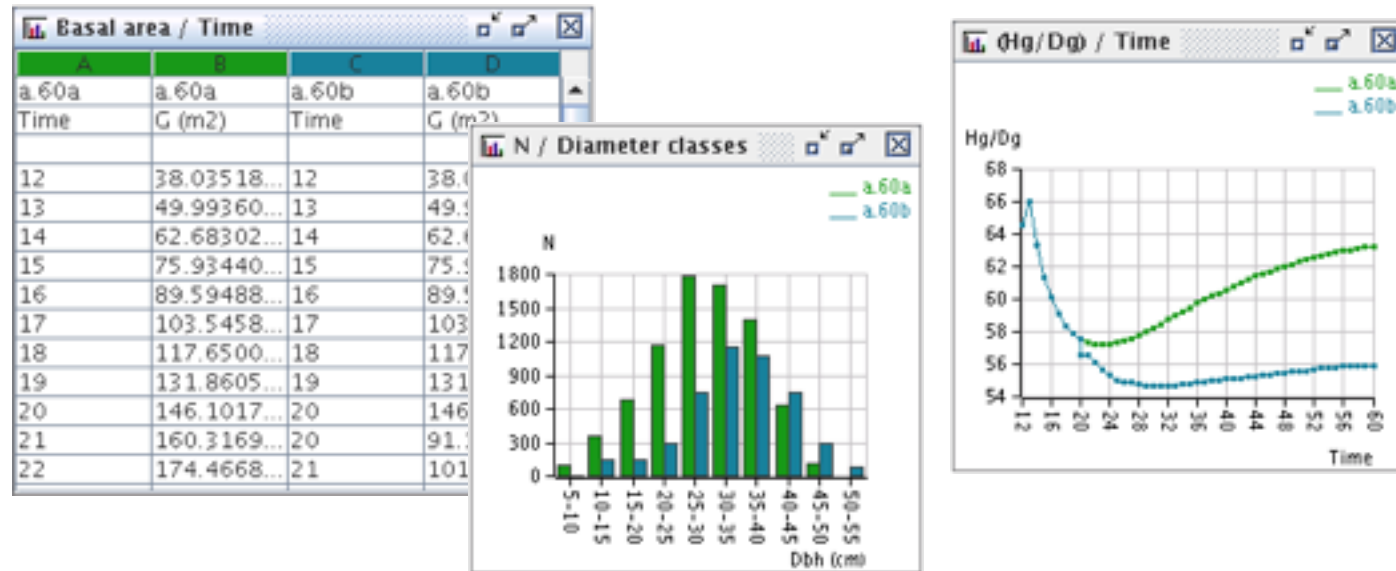 Basal area / Time
A B C D
a.60a a.60a a.60b a.60b
Time G (m2) Time G (m2)
12 38.03518... 12
13 49.99360... 13
14 62.68302... 14
15 75.93440... 15
16 89.59488... 16
17 103.5458... 17
18 117.6500... 18
19 131.8605... 19
20 146.1017... 20
21 160.3169... 20
22 174.4668... 21
N / Diameter classes
a.60a
a.60b
N
1800
1500
1200
900
600
300
0
5-10 10-15 15-20 20-25 25-30 30-35 35-40 40-45 45-50 50-55
Dbh (cm)
(Hg/Dg) / Time
a.60a
a.60b
Hg/Dg
68
66
64
62
60
58
56
54
12 16 20 24 28 32 36 40 44 48 52 56 60
Time